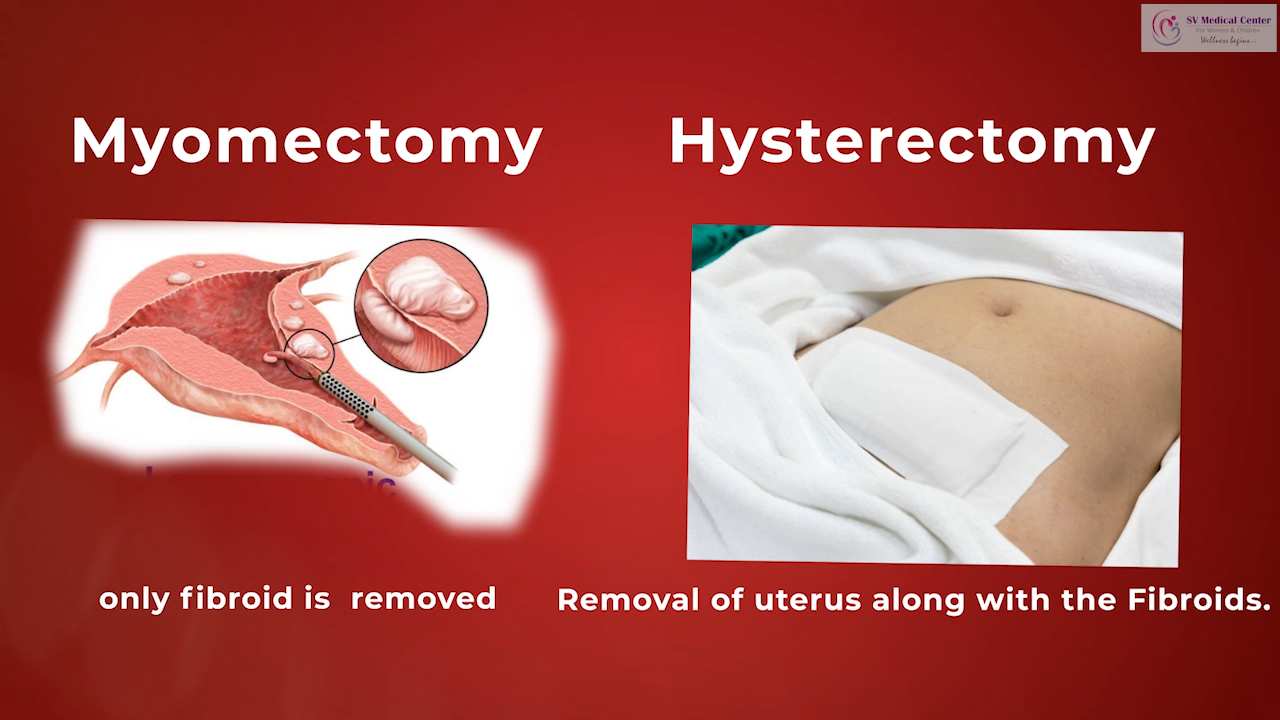 SV Medical Center
For Women & Children
Wellness begins...
Myomectomy
Hysterectomy
only fibroid is removed
Removal of uterus along with the Fibroids.